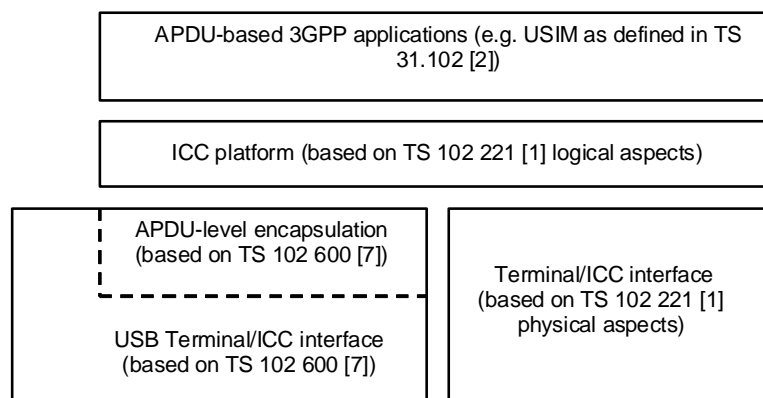 APDU-based 3GPP applications (e.g. USIM as defined in TS
31.102 [2])
ICC platform (based on TS 102 221 [1] logical aspects)
APDU-level encapsulation
(based on TS 102 600 [7])
USB Terminal/ICC interface
(based on TS 102 600 [7])
Terminal/ICC interface
(based on TS 102 221 [1]
physical aspects)